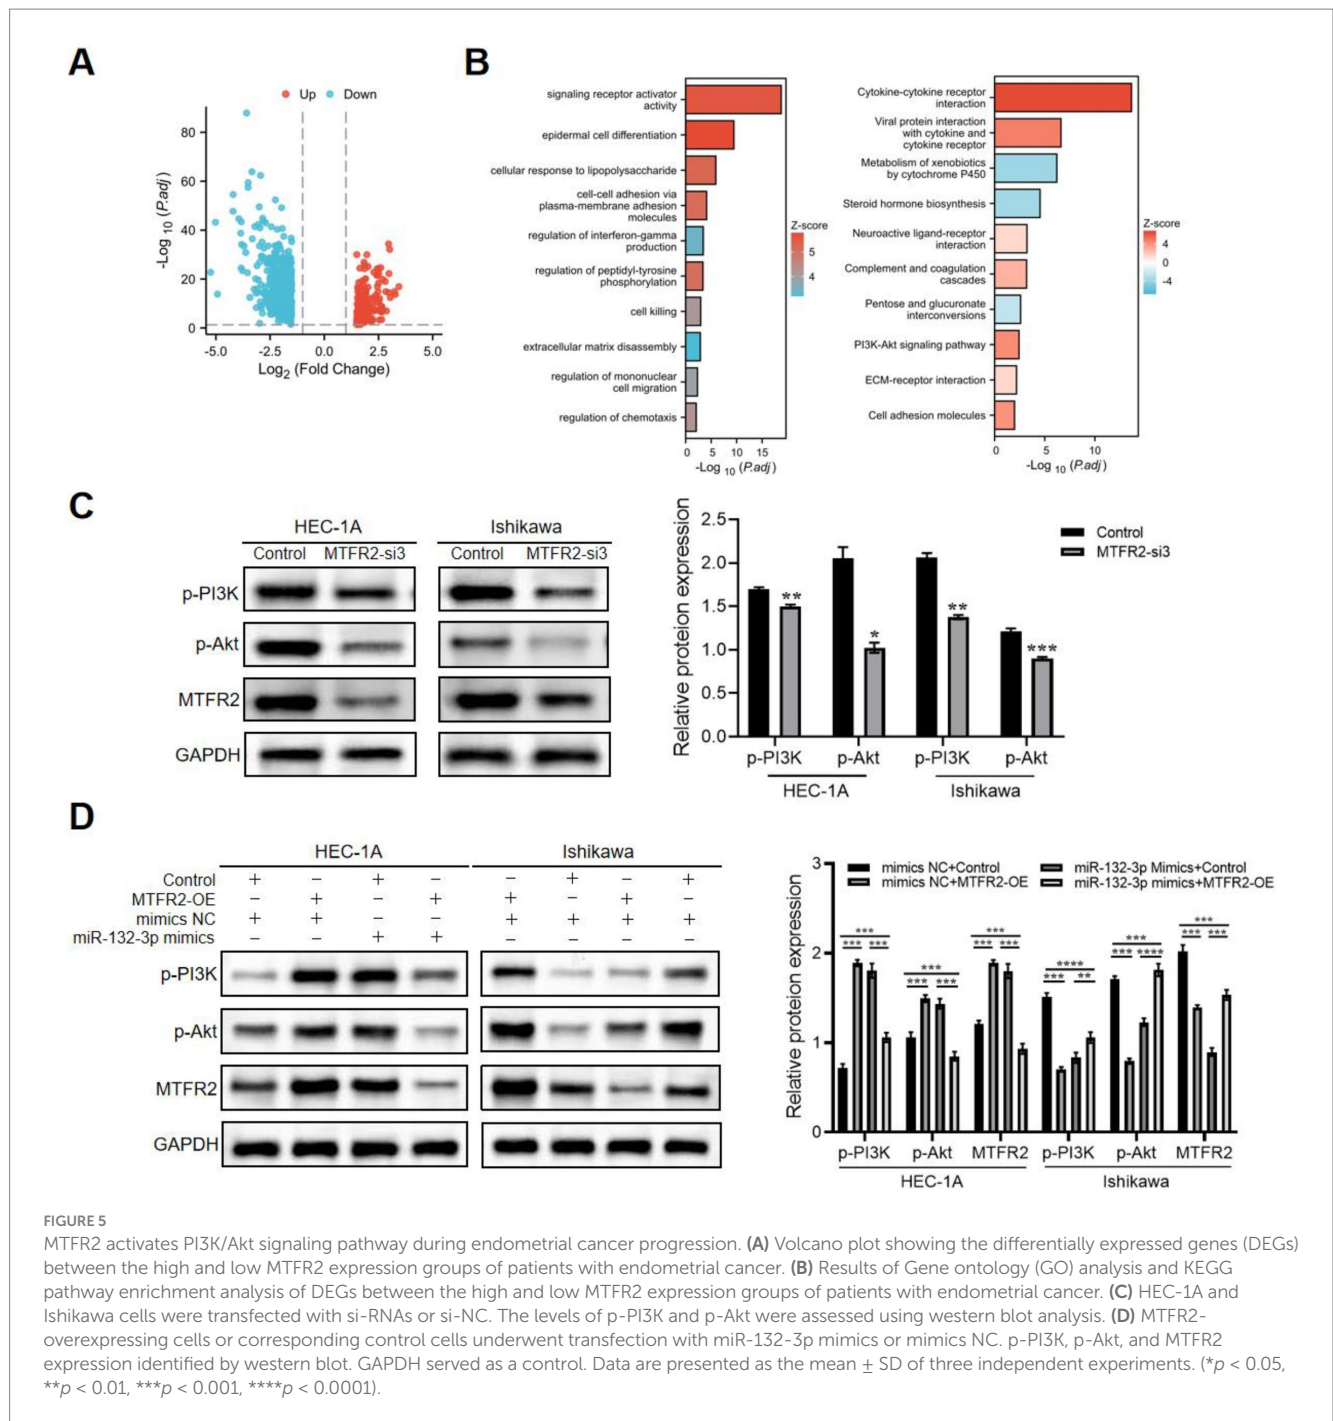 A
Up Down
-Log 10 (P.adj)
80
60
40
20
0
-5.0 -2.5 0.0 2.5 5.0
Log2 (Fold Change)
B
signaling receptor activator
activity
epidermal cell differentiation
cellular response to lipopolysaccharide
cell-cell adhesion via
plasma-membrane adhesion
molecules
regulation of interferon-gamma
production
regulation of peptidyl-tyrosine
phosphorylation
cell killing
extracellular matrix disassembly
regulation of mononuclear
cell migration
regulation of chemotaxis
0 5 10 15
-Log 10 (P.adj)
Z-score
5
4
Cytokine-cytokine receptor
interaction
Viral protein interaction
with cytokine and
cytokine receptor
Metabolism of xenobiotics
by cytochrome P450
Steroid hormone biosynthesis
Neuroactive ligand-receptor
interaction
Complement and coagulation
cascades
Pentose and glucuronate
interconversions
PI3K-Akt signaling pathway
ECM-receptor interaction
Cell adhesion molecules
0 5 10
-Log 10 (P.adj)
Z-score
4
0
-4
C
HEC-1A Ishikawa
Control MTFR2-si3 Control MTFR2-si3
p-PI3K
p-Akt
MTFR2
GAPDH
Relative proteion expression
2.5
2.0
1.5
1.0
0.5
0.0
Control
MTFR2-si3
** * ** ***
p-PI3K p-Akt p-PI3K p-Akt
HEC-1A Ishikawa
D
HEC-1A Ishikawa
Control + − + − − + − +
MTFR2-OE − + − + + − + −
mimics NC + + − − + + + +
miR-132-3p mimics − − + + − − − −
p-PI3K
p-Akt
MTFR2
GAPDH
Relative proteion expression
3
2
1
0
mimics NC+Control miR-132-3p Mimics+Control
mimics NC+MTFR2-OE miR-132-3p mimics+MTFR2-OE
*** *** *** **** *** ***
*** *** *** *** *** *** *** ** *** **** *** ***
p-PI3K p-Akt MTFR2 p-PI3K p-Akt MTFR2
HEC-1A Ishikawa
FIGURE 5
MTFR2 activates PI3K/Akt signaling pathway during endometrial cancer progression. (A) Volcano plot showing the differentially expressed genes (DEGs)
between the high and low MTFR2 expression groups of patients with endometrial cancer. (B) Results of Gene ontology (GO) analysis and KEGG
pathway enrichment analysis of DEGs between the high and low MTFR2 expression groups of patients with endometrial cancer. (C) HEC-1A and
Ishikawa cells were transfected with si-RNAs or si-NC. The levels of p-PI3K and p-Akt were assessed using western blot analysis. (D) MTFR2-
overexpressing cells or corresponding control cells underwent transfection with miR-132-3p mimics or mimics NC. p-PI3K, p-Akt, and MTFR2
expression identified by western blot. GAPDH served as a control. Data are presented as the mean ± SD of three independent experiments. (*p < 0.05,
**p < 0.01, ***p < 0.001, ****p < 0.0001).